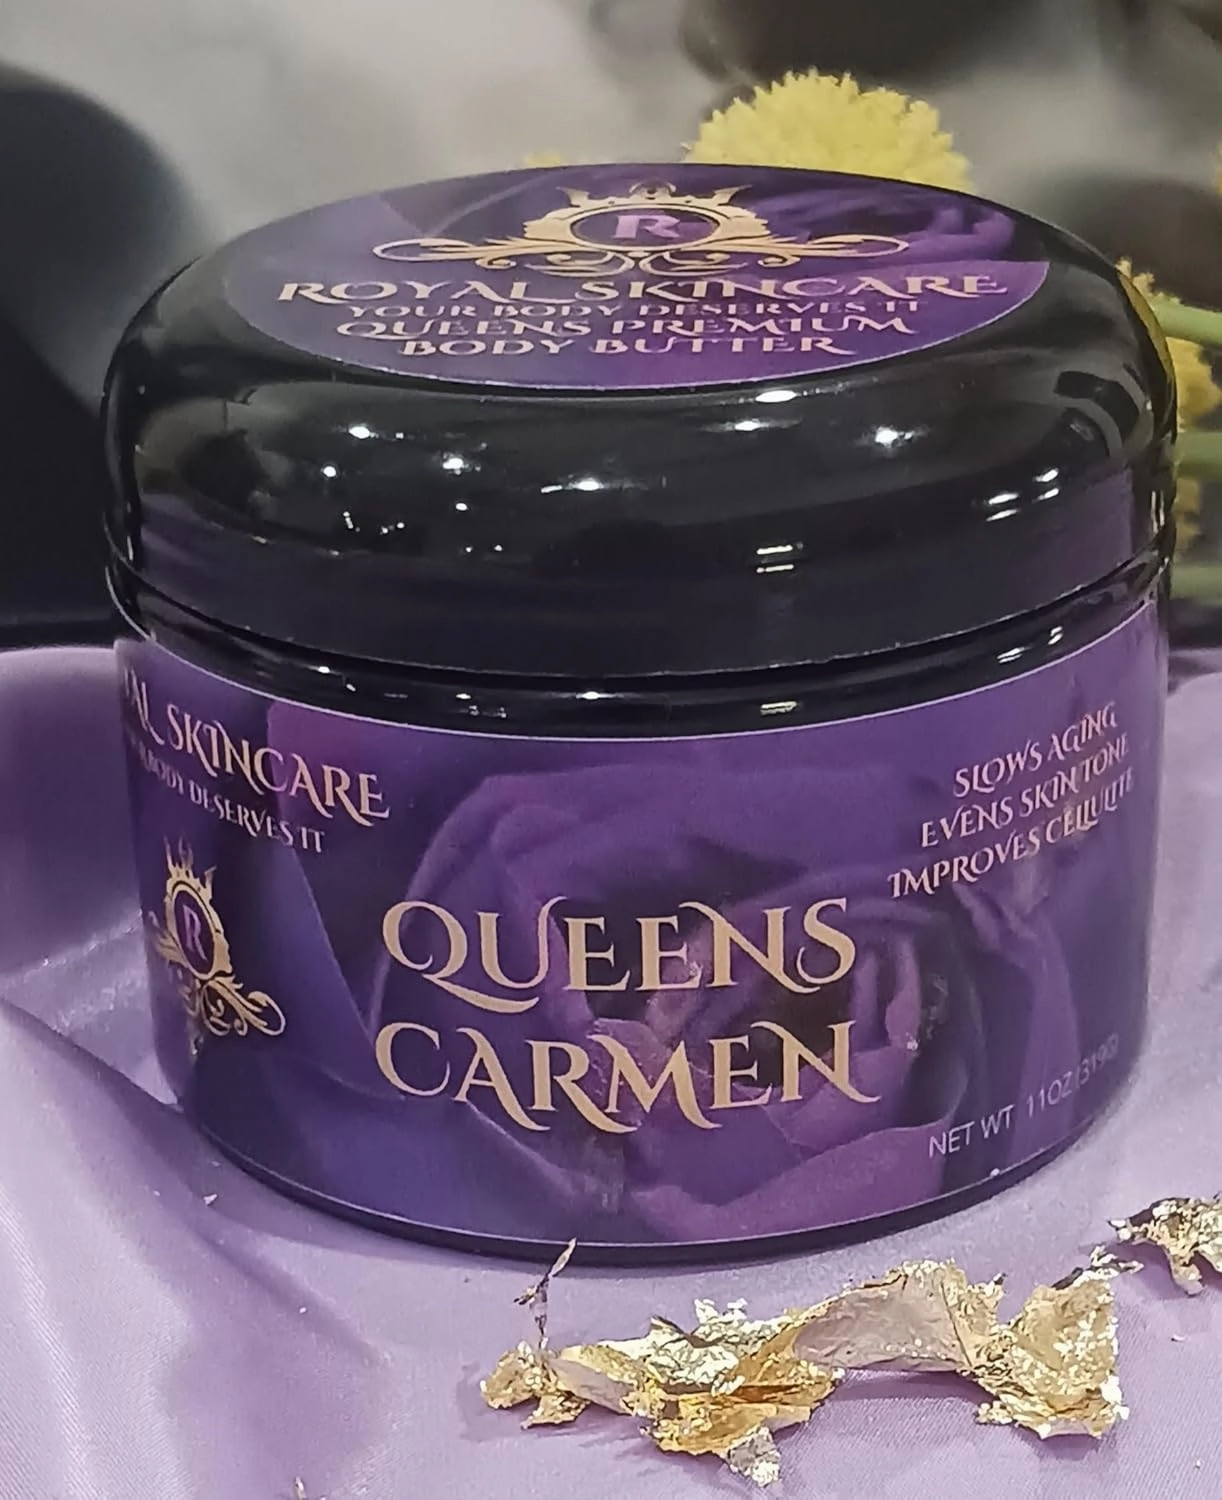 R
ROYAL SKINCARE
YOUR BODY DESERVES IT
QUEENS PREMIUM
BODY BUTTER
SKINCARE
BODY DESERVES IT
R
QUEENS
CARMEN
SLOWS AGING
EVENS SKIN TONE
IMPROVES CELLULITE
NET WT 11OZ (319G)